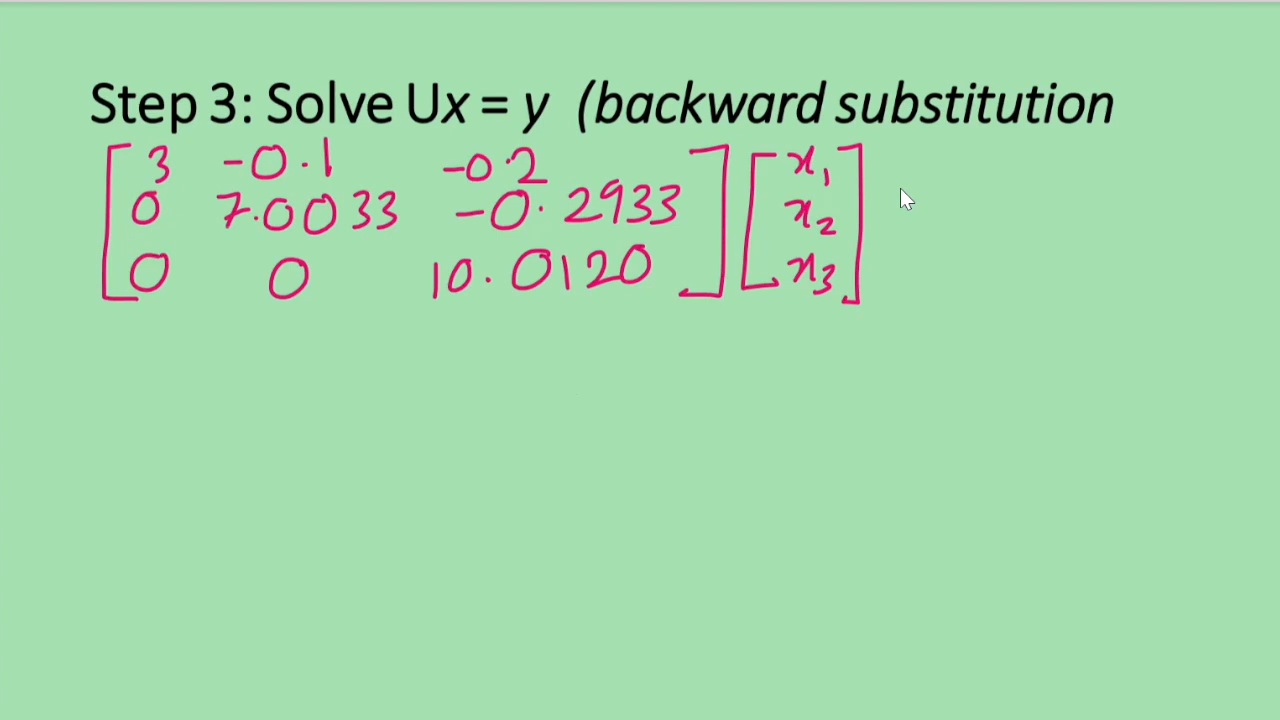 Step 3: Solve Ux = y (backward substitution
[ 3 -0.1 -0.2 ] [ x₁ ]
[ 0 7.0033 -0.2933 ] [ x₂ ]
[ 0 0 10.0120 ] [ x₃ ]